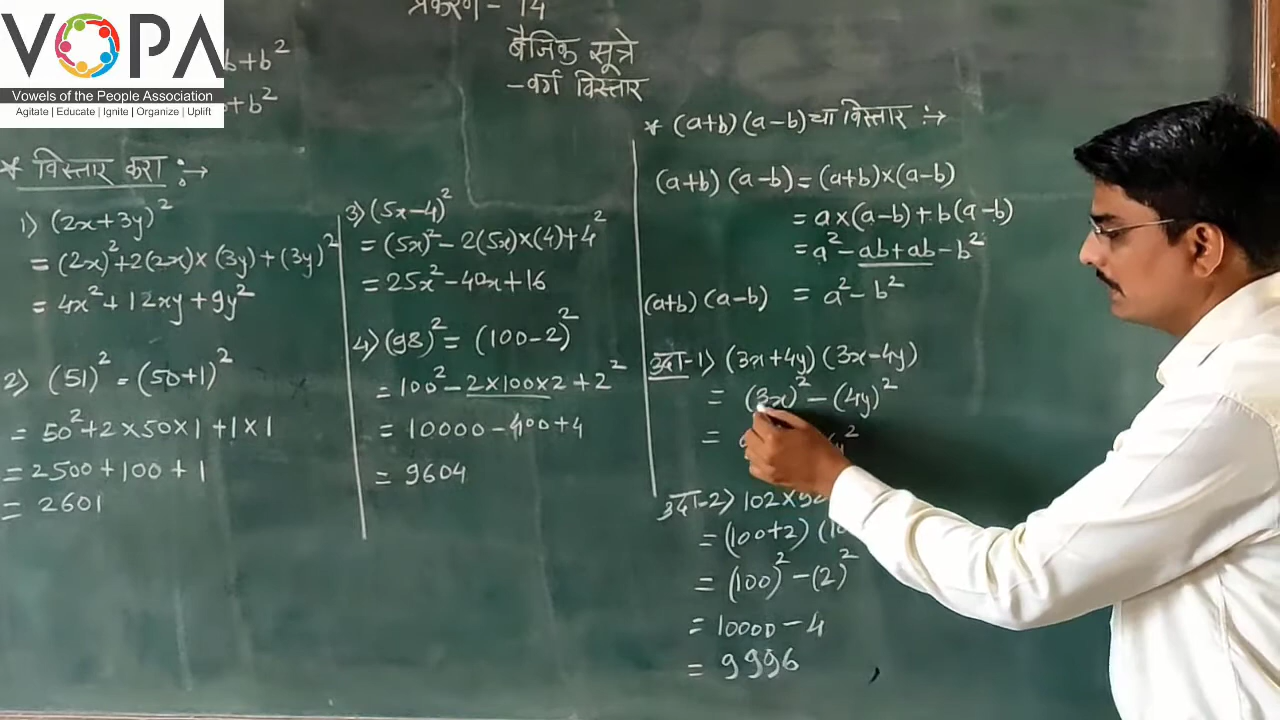 VOPA
Vowels of the People Association
Agitate | Educate | Ignite | Organize | Uplift
प्रकरण - 14
बैजिक सूत्रे
- वर्ग विस्तार
b+b²
b+b²
* विस्तार करा :→
1) (2x+3y)²
= (2x)²+2(2x)×(3y)+(3y)²
= 4x²+12xy+9y²
2) (51)² = (50+1)²
= 50²+2×50×1+1×1
= 2500+100+1
= 2601
3) (5x-4)²
= (5x)²-2(5x)×(4)+4²
= 25x²-40x+16
4) (98)² = (100-2)²
= 100²-2×100×2+2²
= 10000-400+4
= 9604
* (a+b)(a-b) चा विस्तार :→
(a+b)(a-b) = (a+b)×(a-b)
= a×(a-b)+b(a-b)
= a²-ab+ab-b²
(a+b)(a-b) = a²-b²
उदा-1) (3x+4y)(3x-4y)
= (3x)²-(4y)²
=
उदा-2) 102×9
= (100+2)(10
= (100)²-(2)²
= 10000-4
= 9996